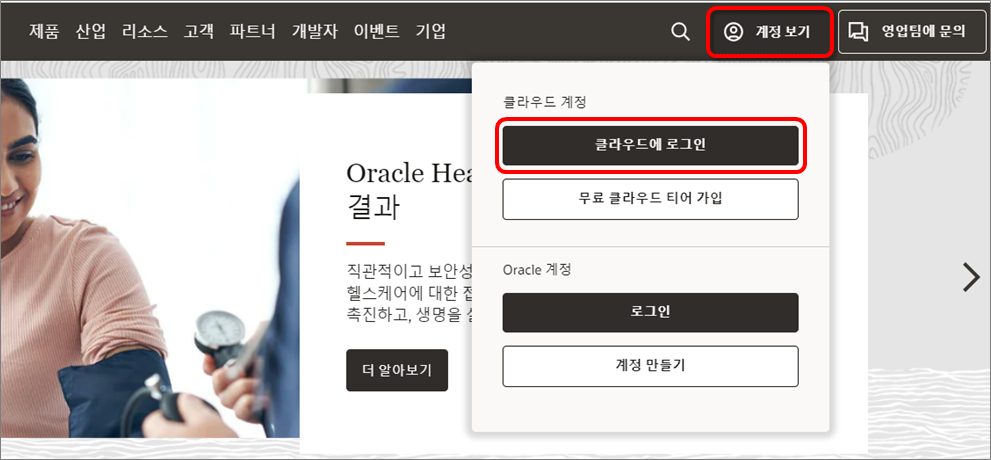 제품 산업 리소스 고객 파트너 개발자 이벤트 기업 계정 보기 영업팀에 문의
클라우드 계정
클라우드에 로그인
무료 클라우드 티어 가입
Oracle 계정
로그인
계정 만들기
Oracle Hea
결과
직관적이고 보안성
헬스케어에 대한 접
촉진하고, 생명을
더 알아보기